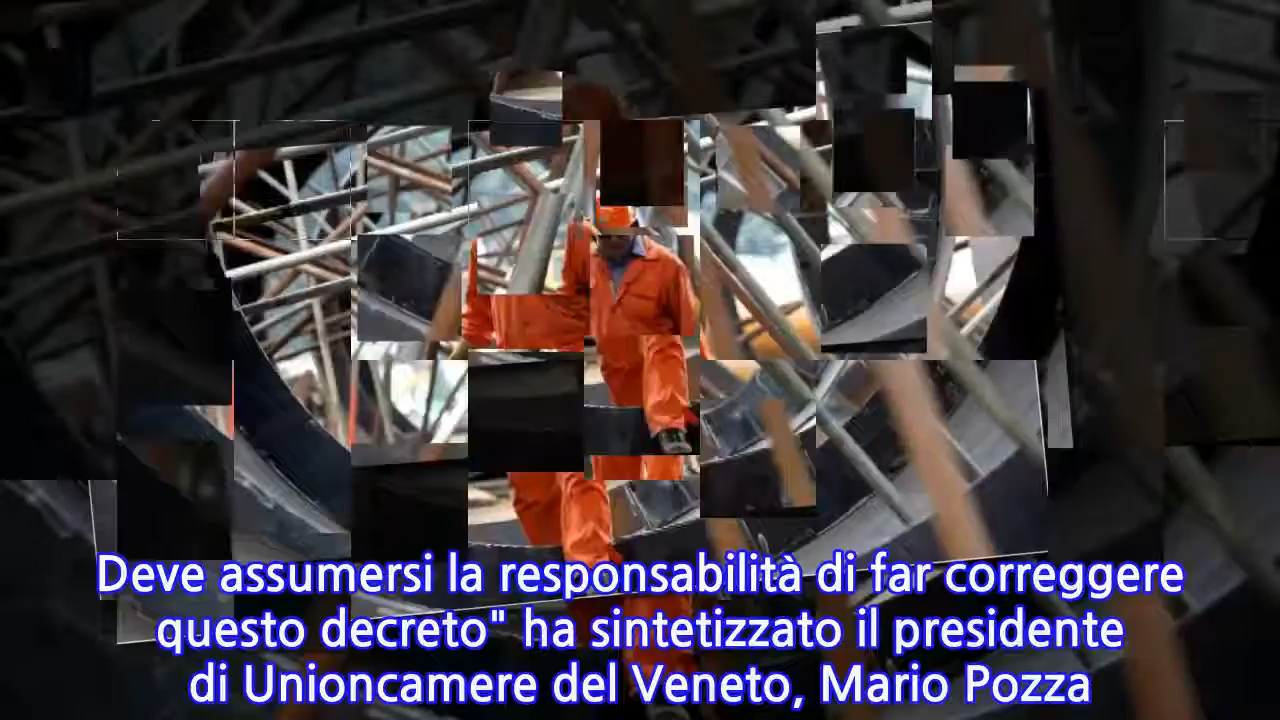 Deve assumersi la responsabilità di far correggere
questo decreto" ha sintetizzato il presidente
di Unioncamere del Veneto, Mario Pozza